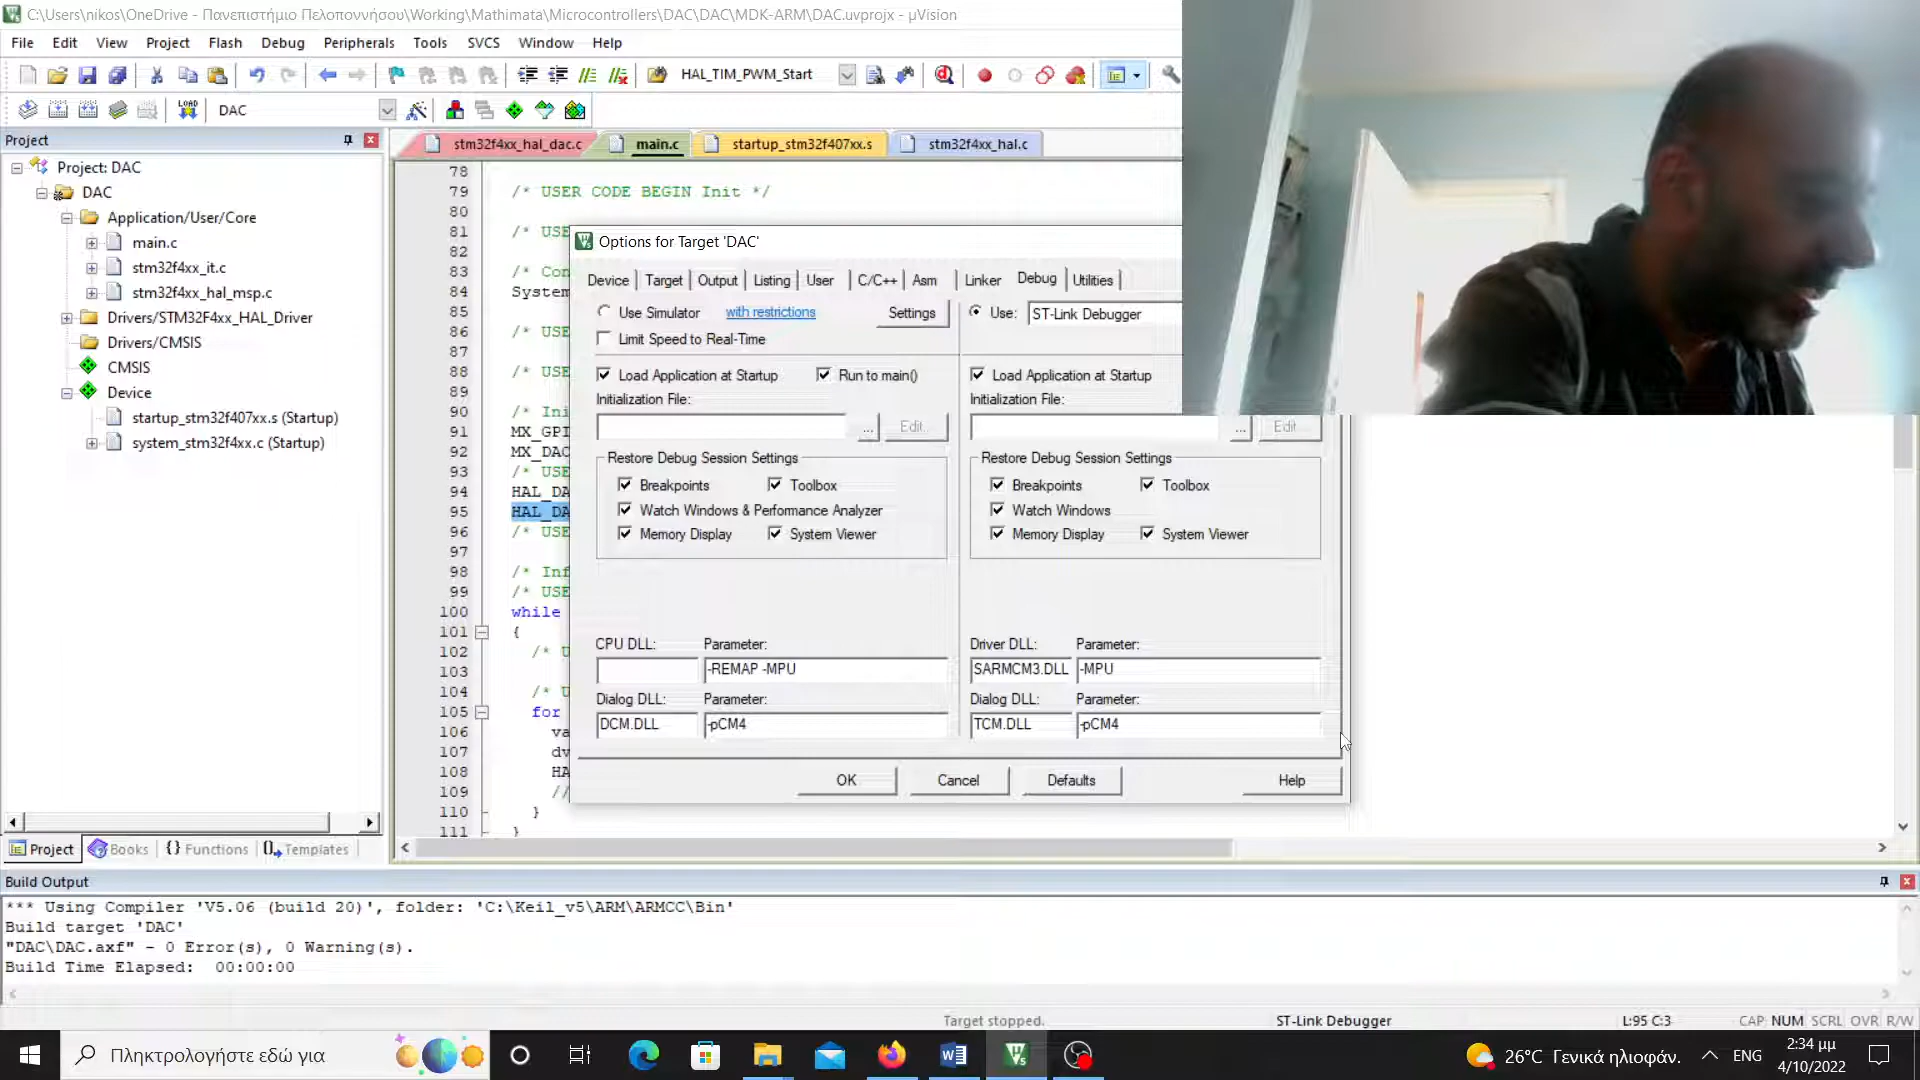 C:\Users\nikos\OneDrive - Πανεπιστήμιο Πελοποννήσου\Working\Mathimata\Microcontrollers\DAC\DAC\MDK-ARM\DAC.uvprojx - µVision
File Edit View Project Flash Debug Peripherals Tools SVCS Window Help
HAL_TIM_PWM_Start
LOAD DAC
Project
stm32f4xx_hal_dac.c main.c startup_stm32f407xx.s stm32f4xx_hal.c
Project: DAC
DAC
Application/User/Core
main.c
stm32f4xx_it.c
stm32f4xx_hal_msp.c
Drivers/STM32F4xx_HAL_Driver
Drivers/CMSIS
CMSIS
Device
startup_stm32f407xx.s (Startup)
system_stm32f4xx.c (Startup)
Project Books {} Functions Templates
78
79 /* USER CODE BEGIN Init */
80
81 /* USE
82
83 /* Con
84 System
85
86 /* USE
87
88 /* USE
89
90 /* Ini
91 MX_GPI
92 MX_DAC
93 /* USE
94 HAL_DA
95 HAL_DA
96 /* USE
97
98 /* Inf
99 /* USE
100 while
101 {
102 /* U
103
104 /* U
105 for
106 va
107 dv
108 HA
109 //
110 }
111 }
Options for Target 'DAC'
Device Target Output Listing User C/C++ Asm Linker Debug Utilities
Use Simulator with restrictions Settings Use: ST-Link Debugger
Limit Speed to Real-Time
Load Application at Startup Run to main() Load Application at Startup
Initialization File: Initialization File:
... Edit... ... Edit...
Restore Debug Session Settings Restore Debug Session Settings
Breakpoints Toolbox Breakpoints Toolbox
Watch Windows & Performance Analyzer Watch Windows
Memory Display System Viewer Memory Display System Viewer
CPU DLL: Parameter: Driver DLL: Parameter:
-REMAP -MPU SARMCM3.DLL -MPU
Dialog DLL: Parameter: Dialog DLL: Parameter:
DCM.DLL -pCM4 TCM.DLL -pCM4
OK Cancel Defaults Help
Build Output
*** Using Compiler 'V5.06 (build 20)', folder: 'C:\Keil_v5\ARM\ARMCC\Bin'
Build target 'DAC'
"DAC\DAC.axf" - 0 Error(s), 0 Warning(s).
Build Time Elapsed: 00:00:00
Target stopped. ST-Link Debugger L:95 C:3 CAP NUM SCRL OVR R/W
Πληκτρολογήστε εδώ για
26°C Γενικά ηλιοφάν. ENG
2:34 μμ
4/10/2022